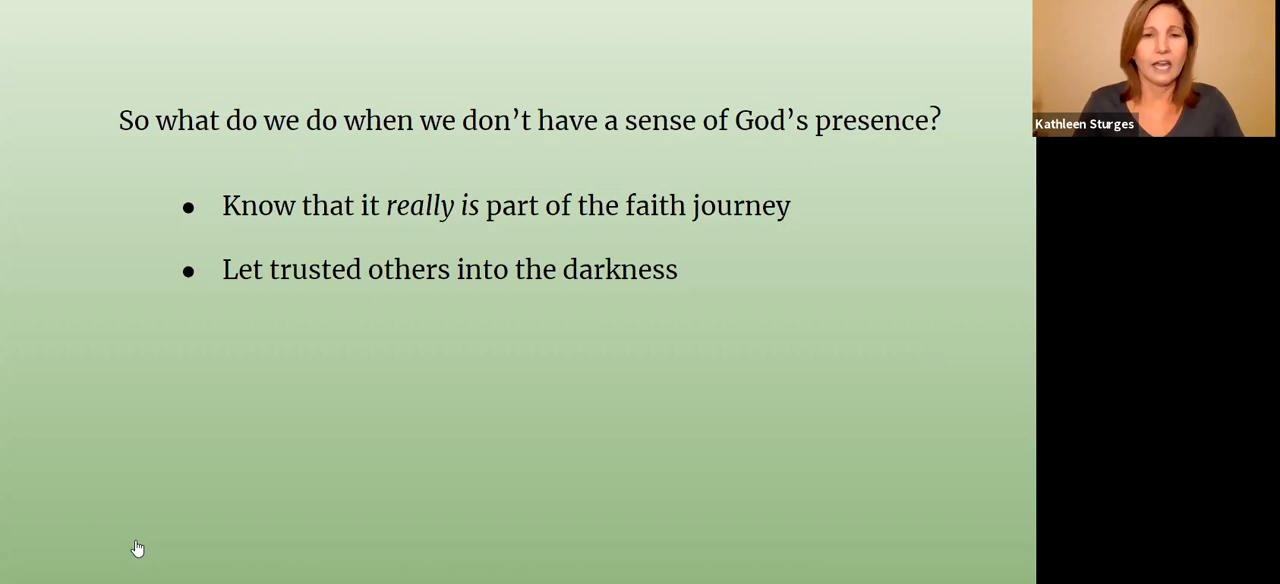 So what do we do when we don’t have a sense of God’s presence?
● Know that it really is part of the faith journey
● Let trusted others into the darkness
Kathleen Sturges